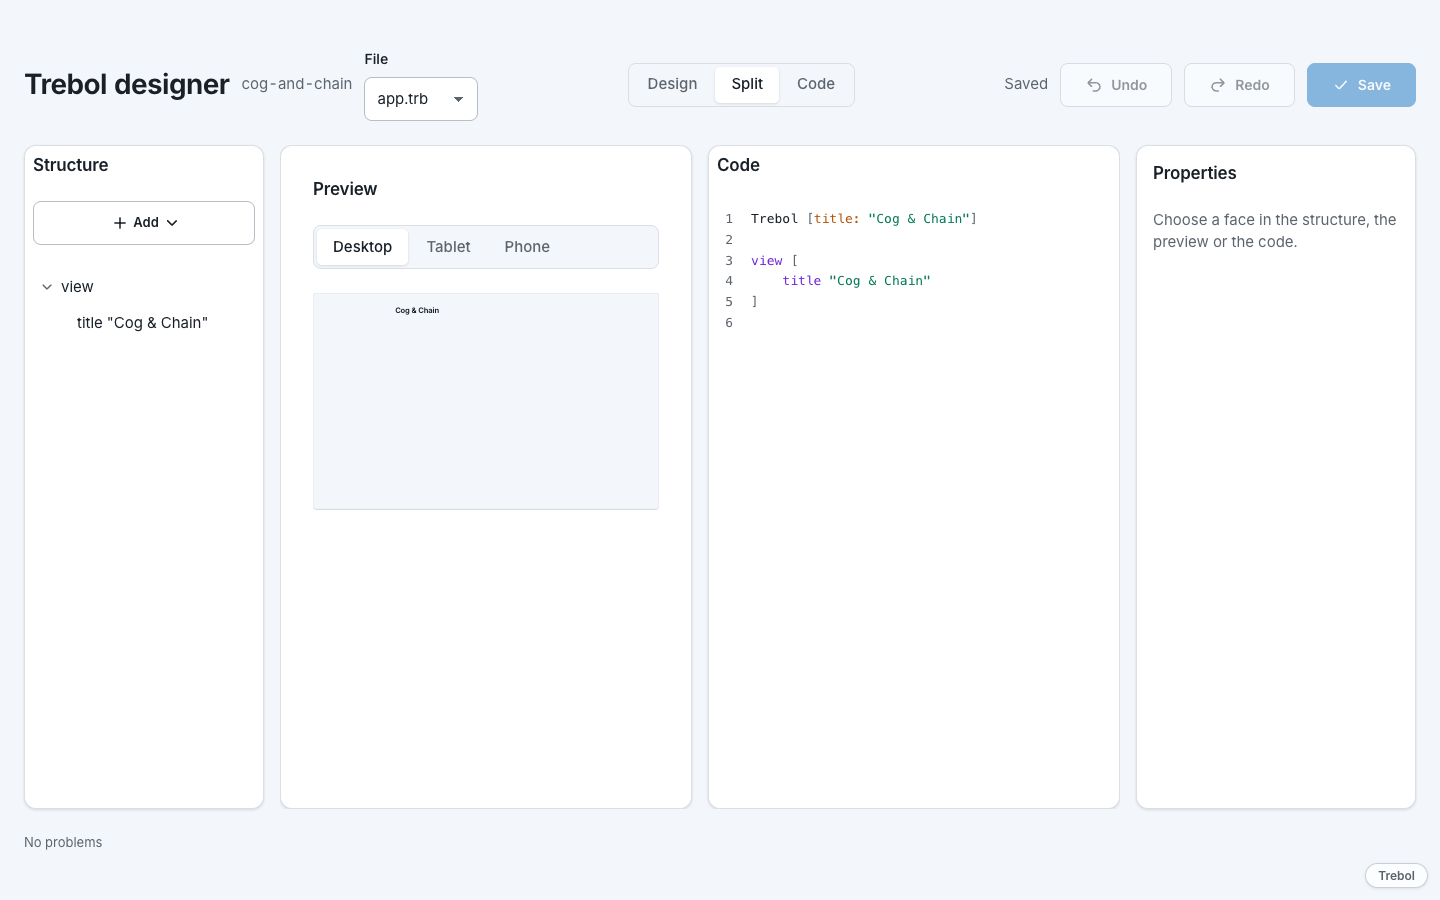 Trebol designer
cog-and-chain
File
app.trb
Design
Split
Code
Saved
Undo
Redo
Save
Structure
Add
view
title "Cog & Chain"
Preview
Desktop
Tablet
Phone
Cog & Chain
Code
1 Trebol [title: "Cog & Chain"]
2
3 view [
4     title "Cog & Chain"
5 ]
6
Properties
Choose a face in the structure, the
preview or the code.
No problems
Trebol